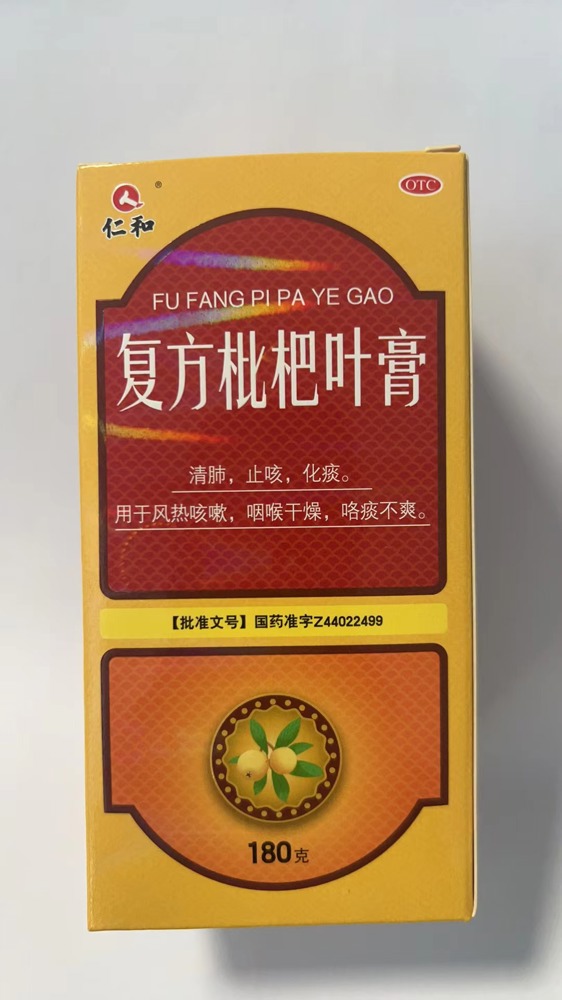 仁和
®
OTC
FU FANG PI PA YE GAO
复方枇杷叶膏
清肺，止咳，化痰。
用于风热咳嗽，咽喉干燥，咯痰不爽。
【批准文号】国药准字Z44022499
180克